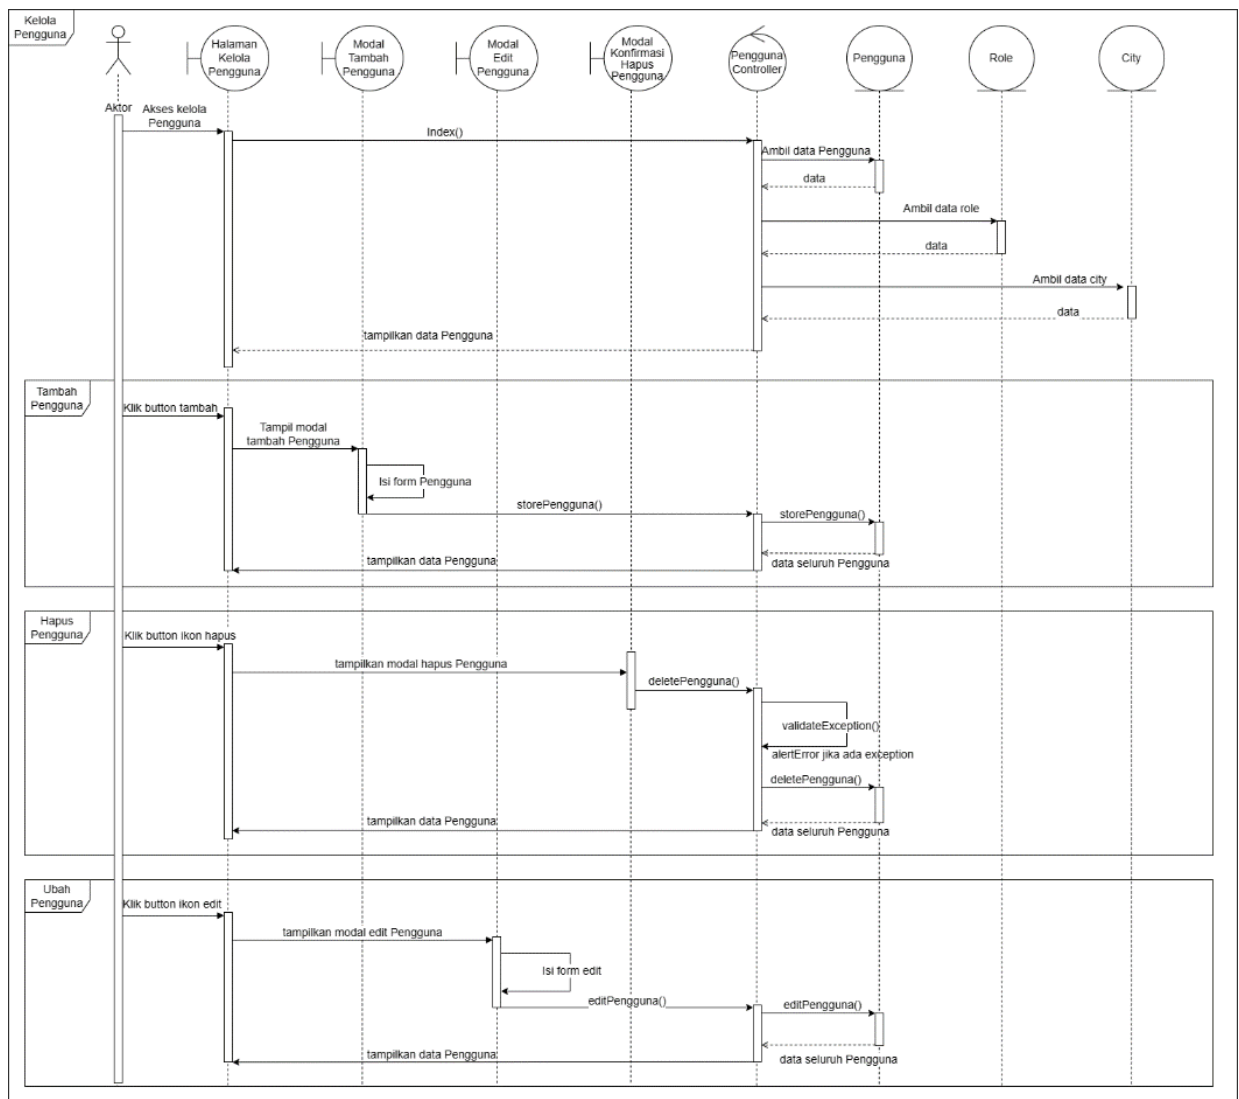 Kelola
Pengguna
Aktor
Halaman
Kelola
Pengguna
Modal
Tambah
Pengguna
Modal
Edit
Pengguna
Modal
Konfirmasi
Hapus
Pengguna
Pengguna
Controller
Pengguna
Role
City
Akses kelola
Pengguna
Index()
Ambil data Pengguna
data
Ambil data role
data
Ambil data city
data
tampilkan data Pengguna
Tambah
Pengguna
Klik button tambah
Tampil modal
tambah Pengguna
Isi form Pengguna
storePengguna()
storePengguna()
data seluruh Pengguna
tampilkan data Pengguna
Hapus
Pengguna
Klik button ikon hapus
tampilkan modal hapus Pengguna
deletePengguna()
validateException()
alertError jika ada exception
deletePengguna()
data seluruh Pengguna
tampilkan data Pengguna
Ubah
Pengguna
Klik button ikon edit
tampilkan modal edit Pengguna
Isi form edit
editPengguna()
editPengguna()
data seluruh Pengguna
tampilkan data Pengguna